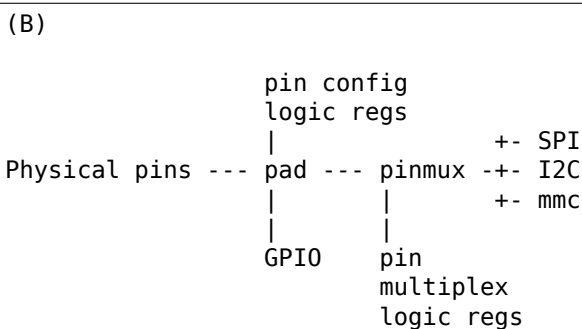 (B)
pin config
logic regs
| +- SPI
Physical pins --- pad --- pinmux -+- I2C
| | +- mmc
| |
GPIO pin
multiplex
logic regs